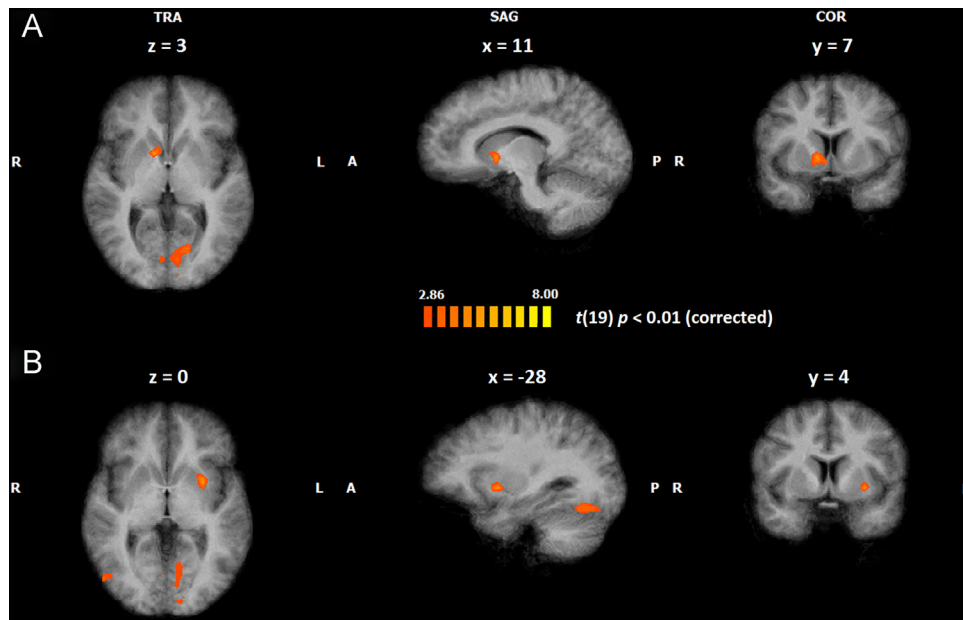 A
TRA SAG COR
z = 3 x = 11 y = 7
R L A P R
2.86 8.00
t(19) p < 0.01 (corrected)
B
z = 0 x = -28 y = 4
R L A P R